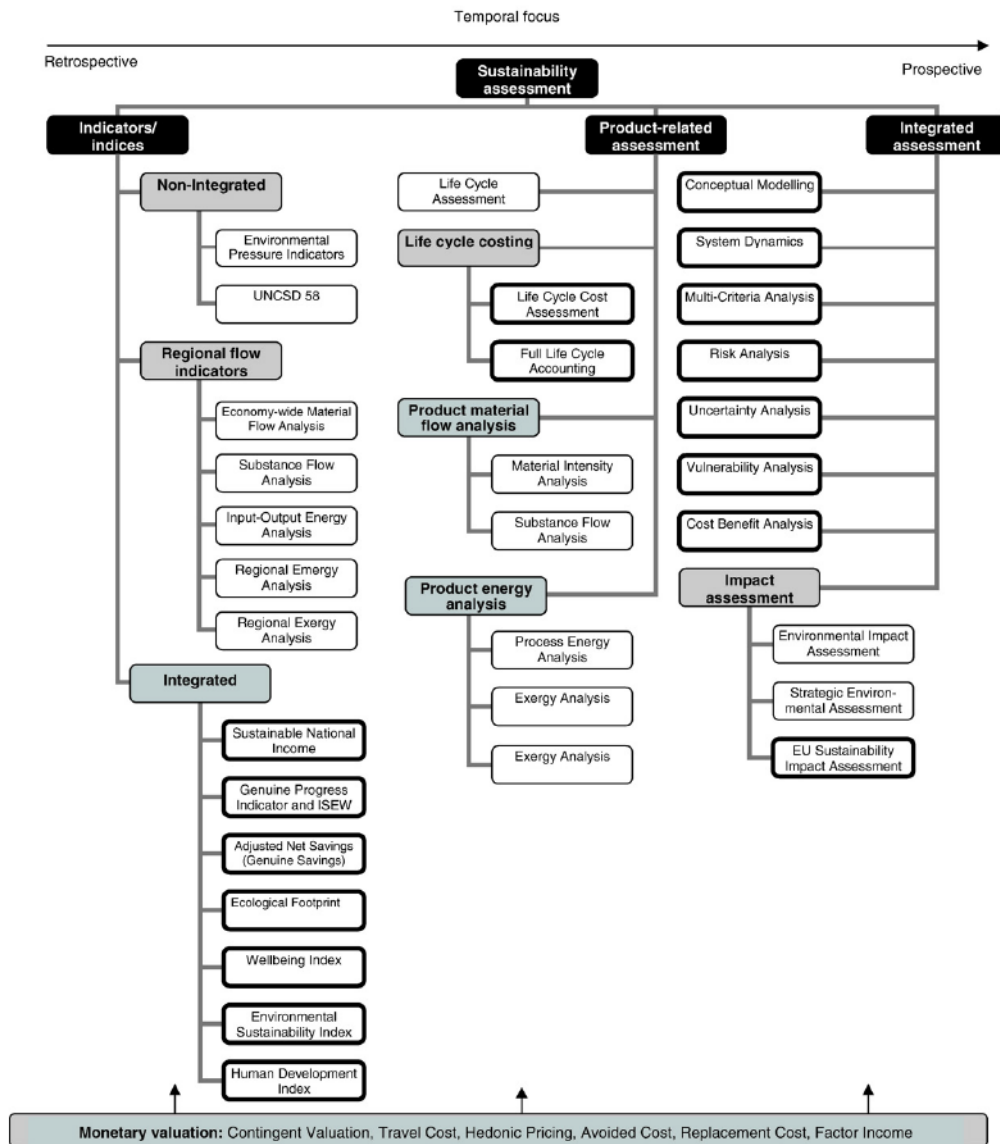 Temporal focus
Retrospective
Prospective
Sustainability
assessment
Indicators/
indices
Product-related
assessment
Integrated
assessment
Non-Integrated
Environmental
Pressure Indicators
UNCSD 58
Regional flow
indicators
Economy-wide Material
Flow Analysis
Substance Flow
Analysis
Input-Output Energy
Analysis
Regional Emergy
Analysis
Regional Exergy
Analysis
Integrated
Sustainable National
Income
Genuine Progress
Indicator and ISEW
Adjusted Net Savings
(Genuine Savings)
Ecological Footprint
Wellbeing Index
Environmental
Sustainability Index
Human Development
Index
Life Cycle
Assessment
Life cycle costing
Life Cycle Cost
Assessment
Full Life Cycle
Accounting
Product material
flow analysis
Material Intensity
Analysis
Substance Flow
Analysis
Product energy
analysis
Process Energy
Analysis
Exergy Analysis
Exergy Analysis
Conceptual Modelling
System Dynamics
Multi-Criteria Analysis
Risk Analysis
Uncertainty Analysis
Vulnerability Analysis
Cost Benefit Analysis
Impact
assessment
Environmental Impact
Assessment
Strategic Environ-
mental Assessment
EU Sustainability
Impact Assessment
Monetary valuation: Contingent Valuation, Travel Cost, Hedonic Pricing, Avoided Cost, Replacement Cost, Factor Income